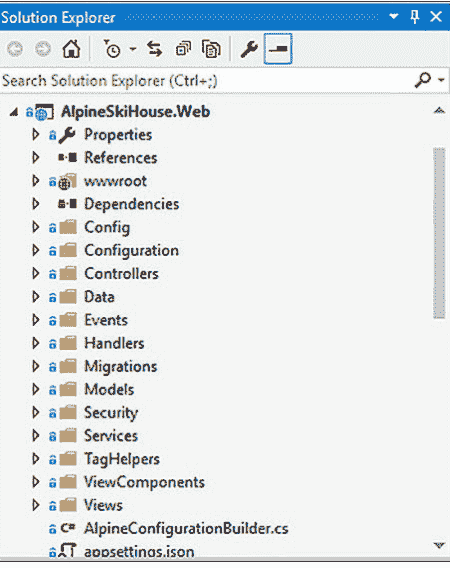 Solution Explorer
Search Solution Explorer (Ctrl+;)
AlpineSkiHouse.Web
Properties
References
wwwroot
Dependencies
Config
Configuration
Controllers
Data
Events
Handlers
Migrations
Models
Security
Services
TagHelpers
ViewComponents
Views
C# AlpineConfigurationBuilder.cs
appsettings.json